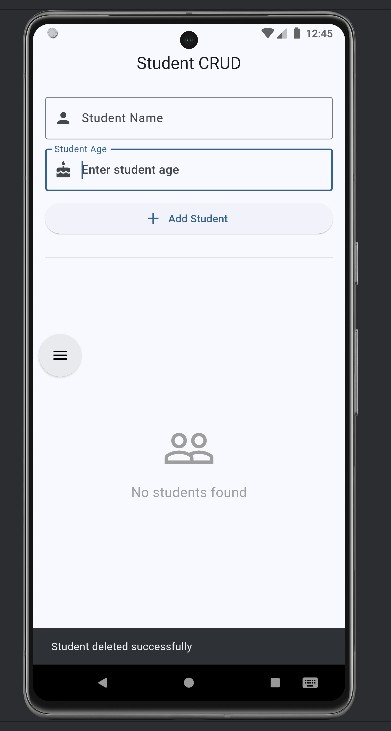 12:45
Student CRUD
Student Name
Student Age
Enter student age
Add Student
No students found
Student deleted successfully